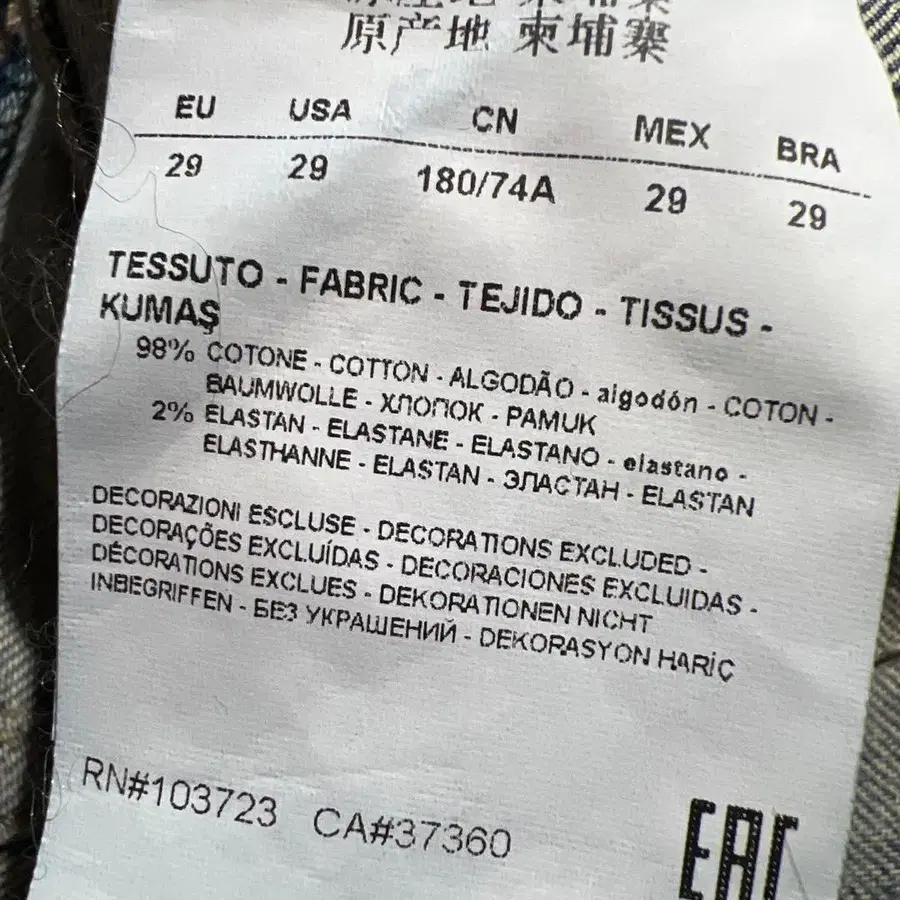 原产地 柬埔寨
EU USA CN MEX BRA
29 29 180/74A 29 29
TESSUTO - FABRIC - TEJIDO - TISSUS -
KUMAŞ
98% COTONE - COTTON - ALGODÃO - algodón - COTON -
BAUMWOLLE - ХЛОПОК - PAMUK
2% ELASTAN - ELASTANE - ELASTANO - elastano -
ELASTHANNE - ELASTAN - ЭЛАСТАН - ELASTAN
DECORAZIONI ESCLUSE - DECORATIONS EXCLUDED -
DECORAÇÕES EXCLUÍDAS - DECORACIONES EXCLUIDAS -
DÉCORATIONS EXCLUES - DEKORATIONEN NICHT
INBEGRIFFEN - БЕЗ УКРАШЕНИЙ - DEKORASYON HARİÇ
RN#103723 CA#37360
EAC